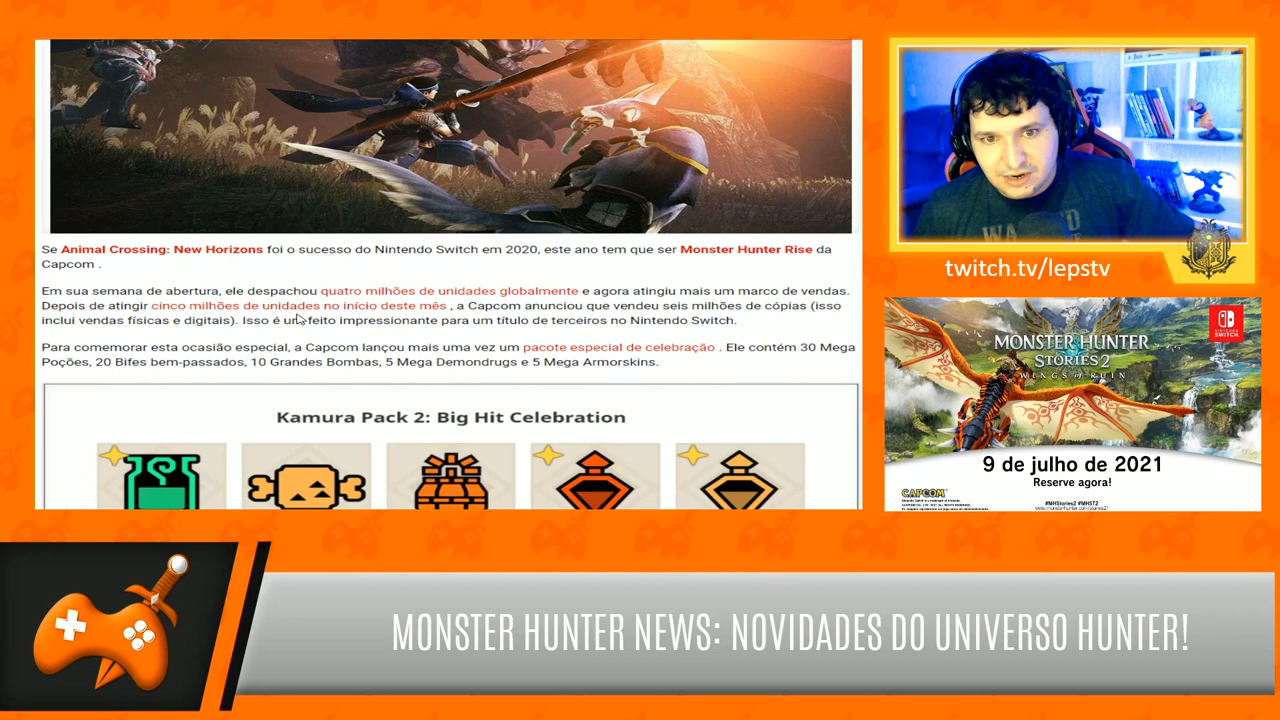 Se Animal Crossing: New Horizons foi o sucesso do Nintendo Switch em 2020, este ano tem que ser Monster Hunter Rise da
Capcom .
Em sua semana de abertura, ele despachou quatro milhões de unidades globalmente e agora atingiu mais um marco de vendas.
Depois de atingir cinco milhões de unidades no início deste mês , a Capcom anunciou que vendeu seis milhões de cópias (isso
inclui vendas físicas e digitais). Isso é um feito impressionante para um título de terceiros no Nintendo Switch.
Para comemorar esta ocasião especial, a Capcom lançou mais uma vez um pacote especial de celebração . Ele contém 30 Mega
Poções, 20 Bifes bem-passados, 10 Grandes Bombas, 5 Mega Demondrugs e 5 Mega Armorskins.
Kamura Pack 2: Big Hit Celebration
twitch.tv/lepstv
NINTENDO
SWITCH
MONSTER HUNTER
STORIES 2
WINGS of RUIN
9 de julho de 2021
Reserve agora!
CAPCOM
#MHStories2 #MHST2
MONSTER HUNTER NEWS: NOVIDADES DO UNIVERSO HUNTER!